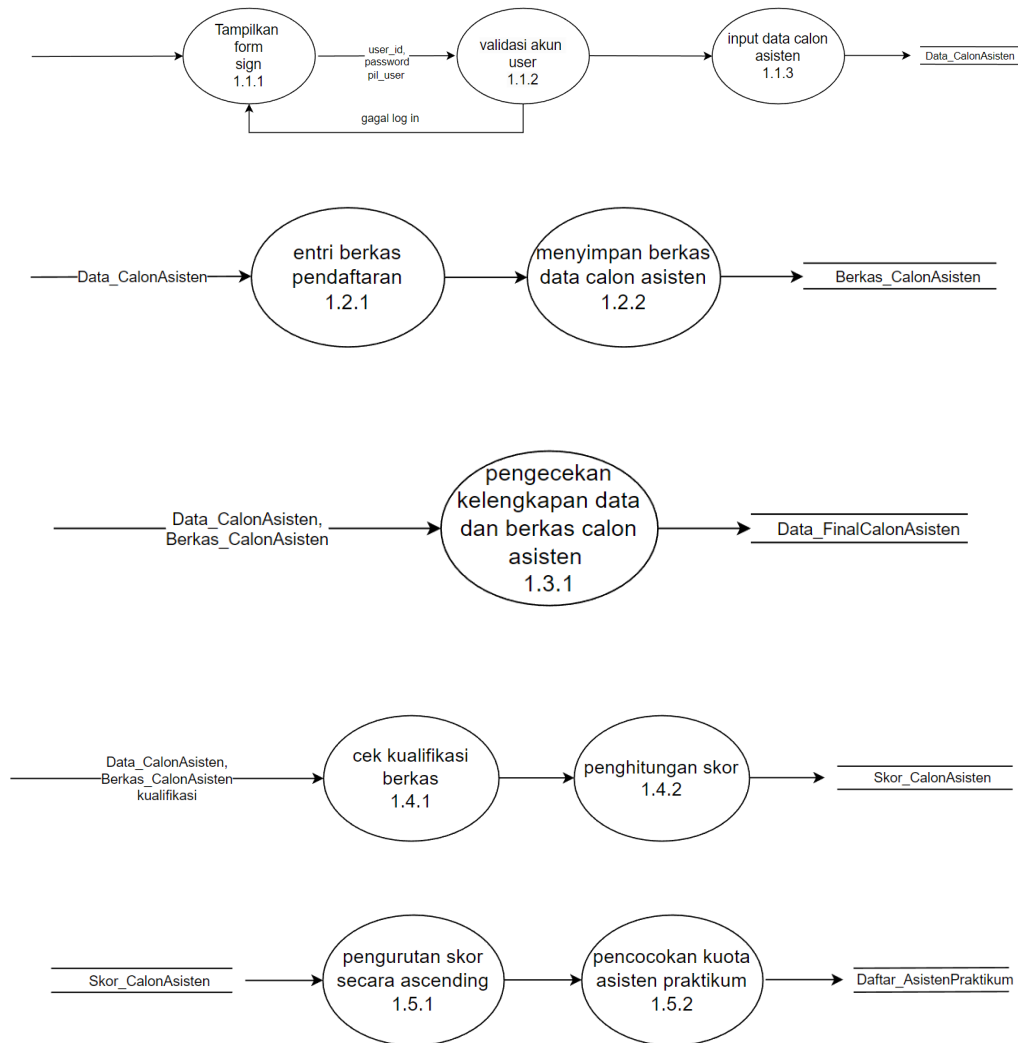 Tampilkan
form
sign
1.1.1
user_id,
password
pil_user
validasi akun
user
1.1.2
input data calon
asisten
1.1.3
Data_CalonAsisten
gagal log in
Data_CalonAsisten
entri berkas
pendaftaran
1.2.1
menyimpan berkas
data calon asisten
1.2.2
Berkas_CalonAsisten
Data_CalonAsisten,
Berkas_CalonAsisten
pengecekan
kelengkapan data
dan berkas calon
asisten
1.3.1
Data_FinalCalonAsisten
Data_CalonAsisten,
Berkas_CalonAsisten
kualifikasi
cek kualifikasi
berkas
1.4.1
penghitungan skor
1.4.2
Skor_CalonAsisten
Skor_CalonAsisten
pengurutan skor
secara ascending
1.5.1
pencocokan kuota
asisten praktikum
1.5.2
Daftar_AsistenPraktikum